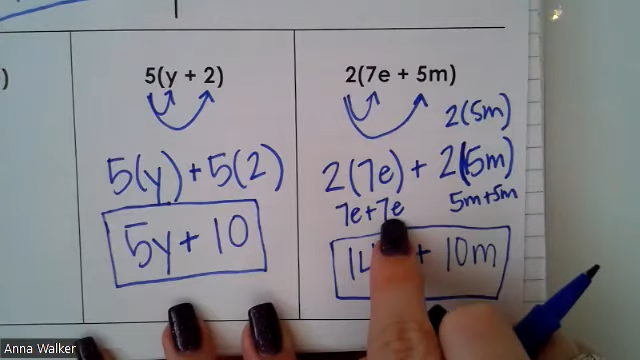 )
5(y + 2)
5(y) + 5(2)
5y + 10
2(7e + 5m)
2(5m)
2(7e) + 2(5m)
7e+7e
5m+5m
14 + 10m
Anna Walker